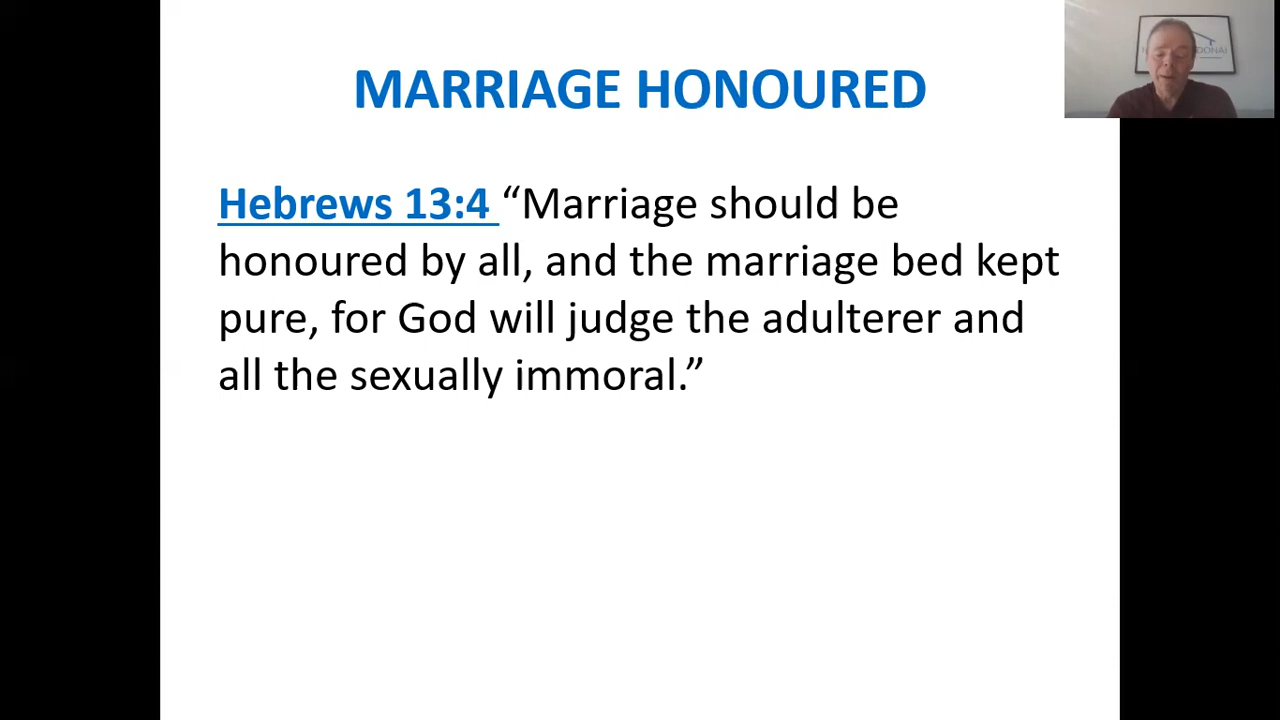 MARRIAGE HONOURED
Hebrews 13:4 “Marriage should be
honoured by all, and the marriage bed kept
pure, for God will judge the adulterer and
all the sexually immoral.”